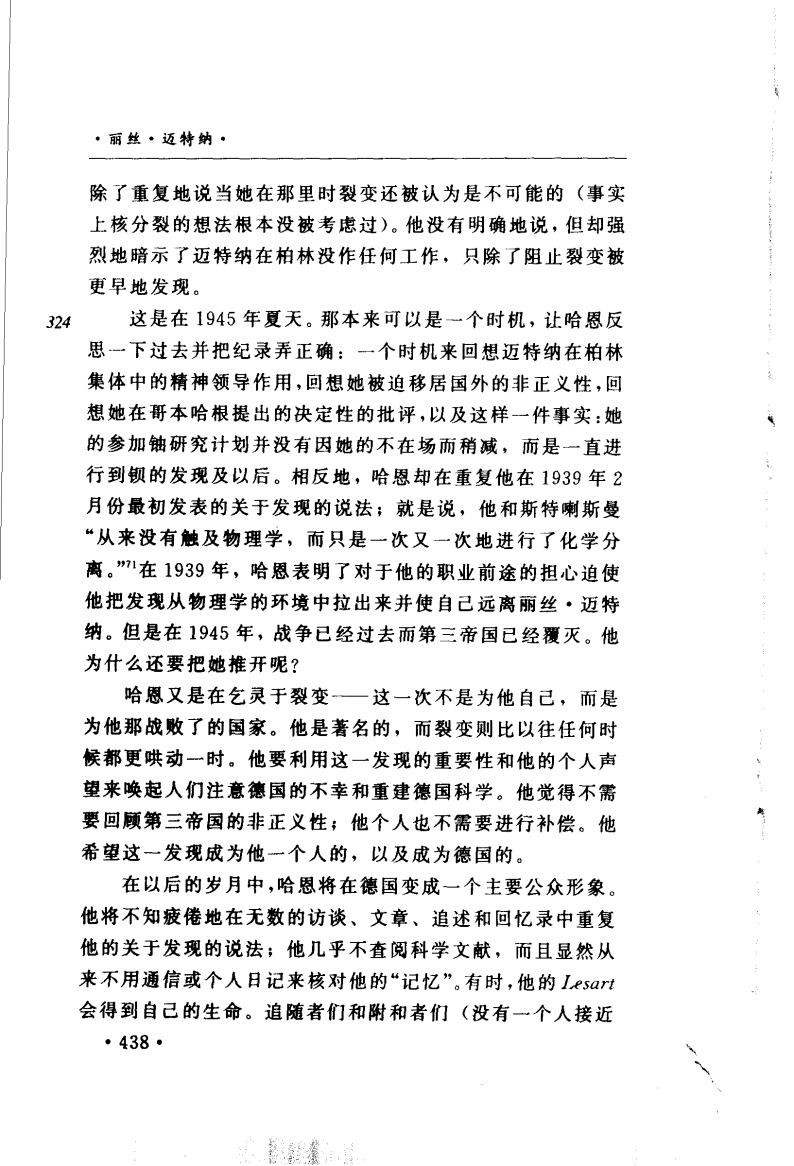 ·丽丝·迈特纳·
除了重复地说当她在那里时裂变还被认为是不可能的（事实
上核分裂的想法根本没被考虑过）。他没有明确地说，但却强
烈地暗示了迈特纳在柏林没作任何工作，只除了阻止裂变被
更早地发现。
324 这是在 1945 年夏天。那本来可以是一个时机，让哈恩反
思一下过去并把纪录弄正确：一个时机来回想迈特纳在柏林
集体中的精神领导作用，回想她被迫移居国外的非正义性，回
想她在哥本哈根提出的决定性的批评，以及这样一件事实：她
的参加铀研究计划并没有因她的不在场而稍减，而是一直进
行到钡的发现及以后。相反地，哈恩却在重复他在 1939 年 2
月份最初发表的关于发现的说法；就是说，他和斯特喇斯曼
“从来没有触及物理学，而只是一次又一次地进行了化学分
离。”71在 1939 年，哈恩表明了对于他的职业前途的担心迫使
他把发现从物理学的环境中拉出来并使自己远离丽丝·迈特
纳。但是在 1945 年，战争已经过去而第三帝国已经覆灭。他
为什么还要把她推开呢？
哈恩又是在乞灵于裂变——这一次不是为他自己，而是
为他那战败了的国家。他是著名的，而裂变则比以往任何时
候都更哄动一时。他要利用这一发现的重要性和他的个人声
望来唤起人们注意德国的不幸和重建德国科学。他觉得不需
要回顾第三帝国的非正义性；他个人也不需要进行补偿。他
希望这一发现成为他一个人的，以及成为德国的。
在以后的岁月中，哈恩将在德国变成一个主要公众形象。
他将不知疲倦地在无数的访谈、文章、追述和回忆录中重复
他的关于发现的说法；他几乎不查阅科学文献，而且显然从
来不用通信或个人日记来核对他的“记忆”。有时，他的 Lesart
会得到自己的生命。追随者们和附和者们（没有一个人接近
·438·